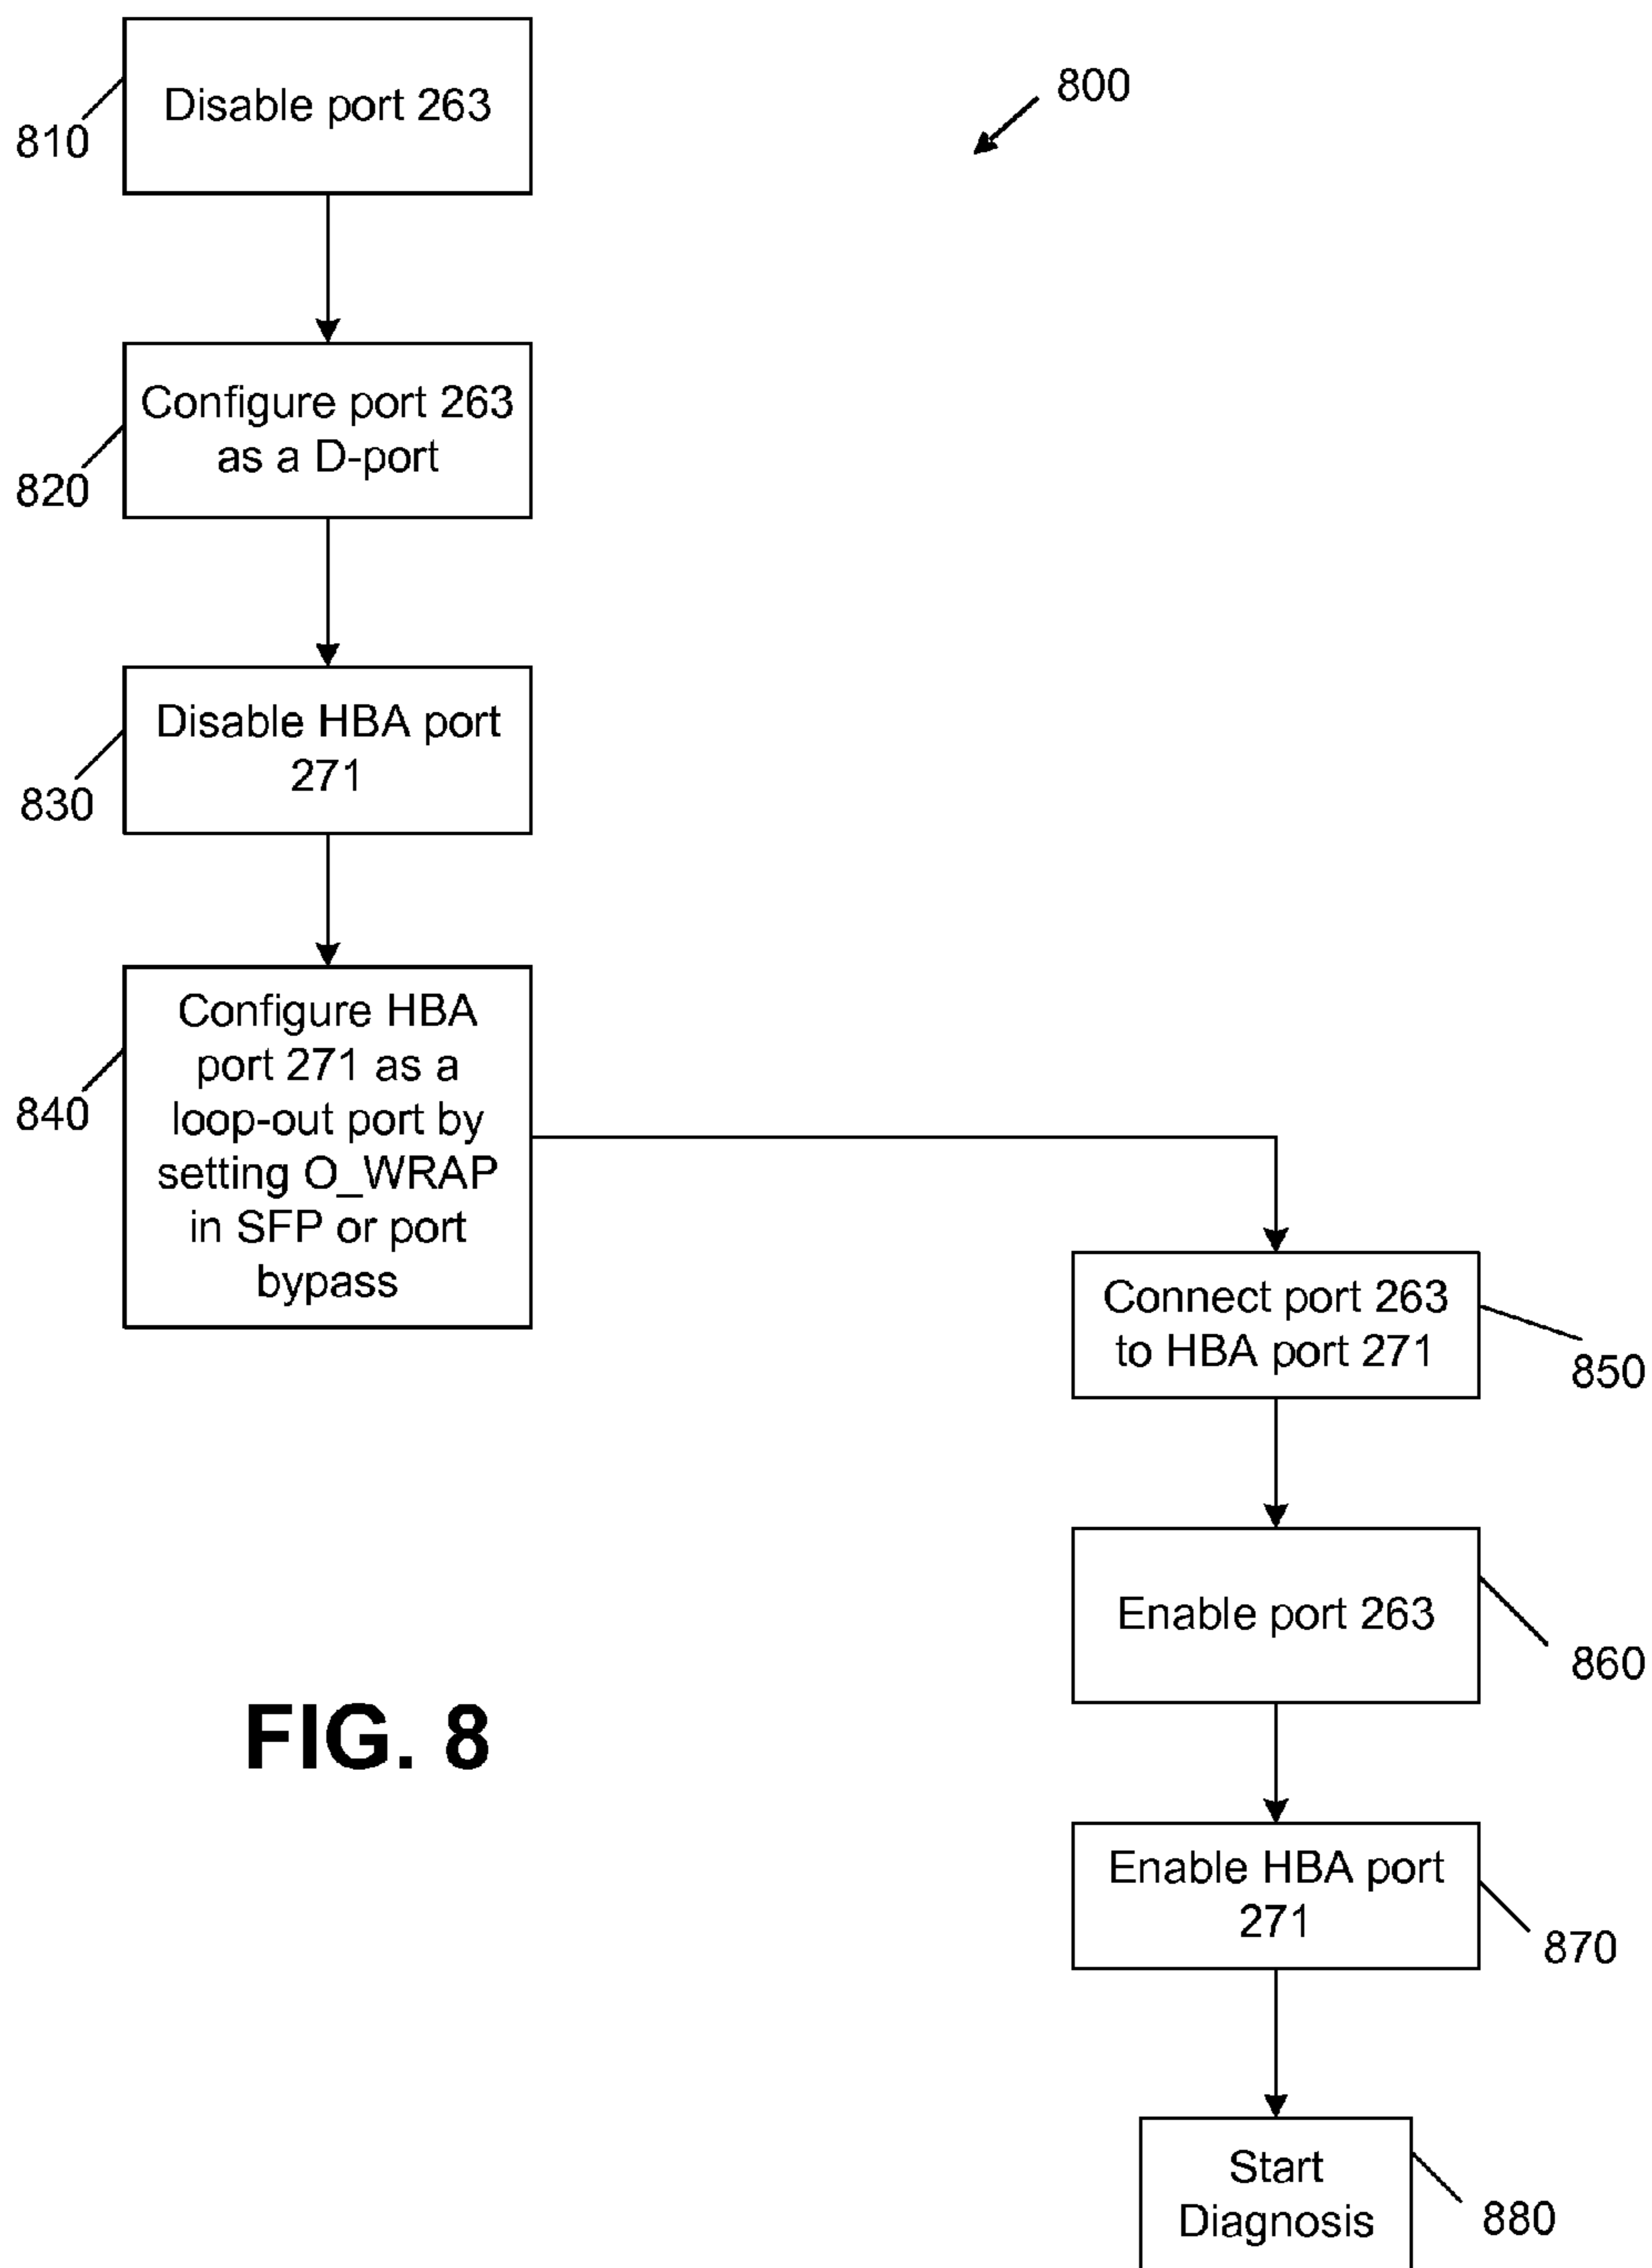 800
Disable port 263
810
Configure port 263
as a D-port
820
Disable HBA port
271
830
Configure HBA
port 271 as a
loop-out port by
setting O_WRAP
in SFP or port
bypass
840
Connect port 263
to HBA port 271
850
Enable port 263
860
Enable HBA port
271
870
Start
Diagnosis
880
FIG. 8